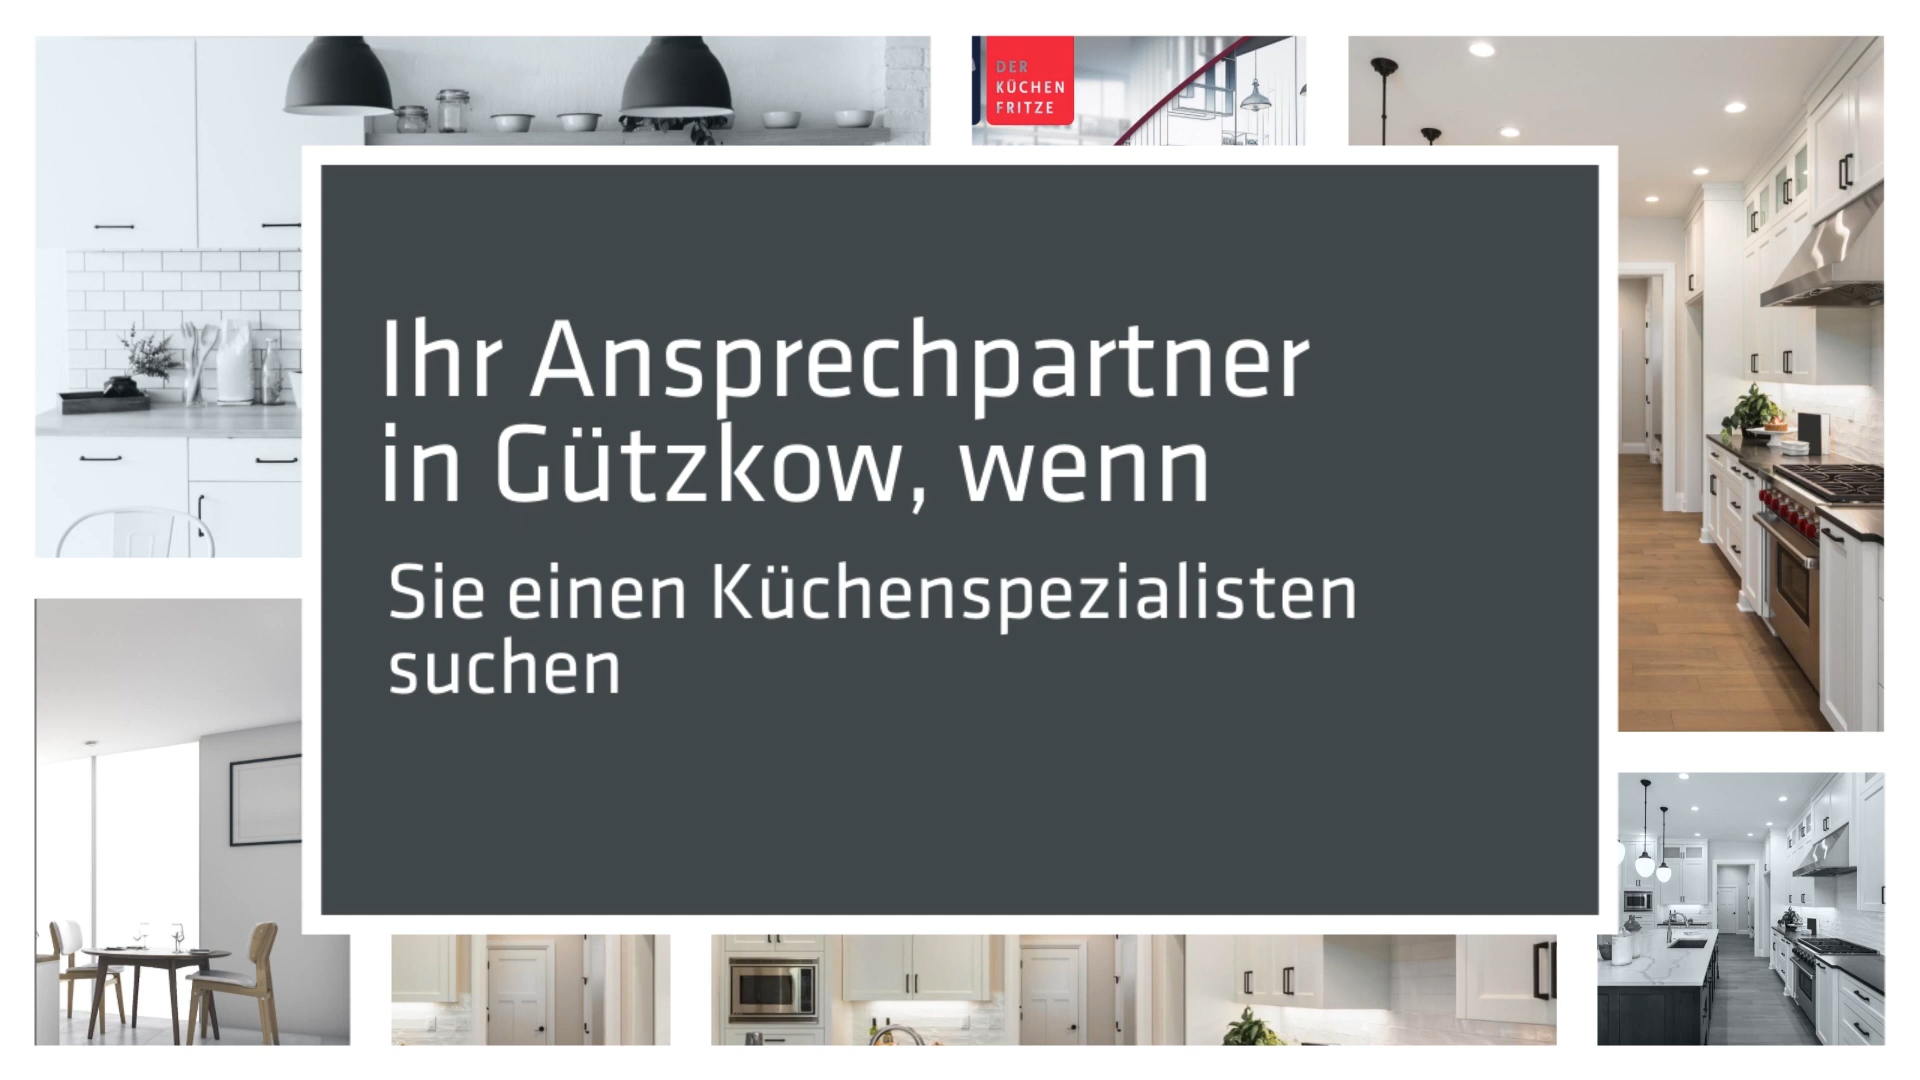 DER
KÜCHEN
FRITZE
Ihr Ansprechpartner
in Gützkow, wenn
Sie einen Küchenspezialisten
suchen